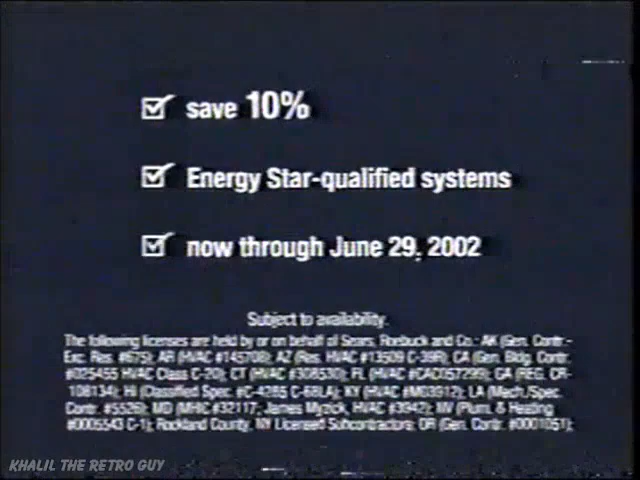 save 10%
Energy Star-qualified systems
now through June 29, 2002
Subject to availability.
The following licenses are held by or on behalf of Sears, Roebuck and Co.: AK (Gen. Contr.-
Exc. Res. #675); AR (HVAC #145708); AZ (Res. HVAC #13509 C-39R); CA (Gen. Bldg. Contr.
#025455 HVAC Class C-20); CT (HVAC #308530); FL (HVAC #CAC057299); GA (REG. CR-
108134); HI (Classified Spec. #C-4285 C-68LA); KY (HVAC #M03912); LA (Mech./Spec.
Contr. #5526); MD (MHIC #32117; James Myrick, HVAC #3942); NV (Plum. & Heating
#0005543 C-1); Rockland County, NY Licensed Subcontractors; OR (Gen. Contr. #0001051);
KHALIL THE RETRO GUY